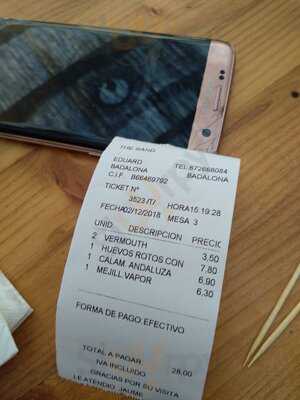 THE SAND
EDUARD TEL:672688084
BADALONA BADALONA
C.I.F. B66469792
TICKET Nº
3523 /T/ HORA 15:19:28
FECHA 02/12/2018 MESA 3
UNID DESCRIPCION PRECIO
2 VERMOUTH 3,50
1 HUEVOS ROTOS CON 7,80
1 CALAM. ANDALUZA 6,90
1 MEJILL VAPOR 6,30
FORMA DE PAGO:EFECTIVO
TOTAL A PAGAR: 28,00
IVA INCLUIDO
GRACIAS POR SU VISITA
LE ATENDIO: JAUME